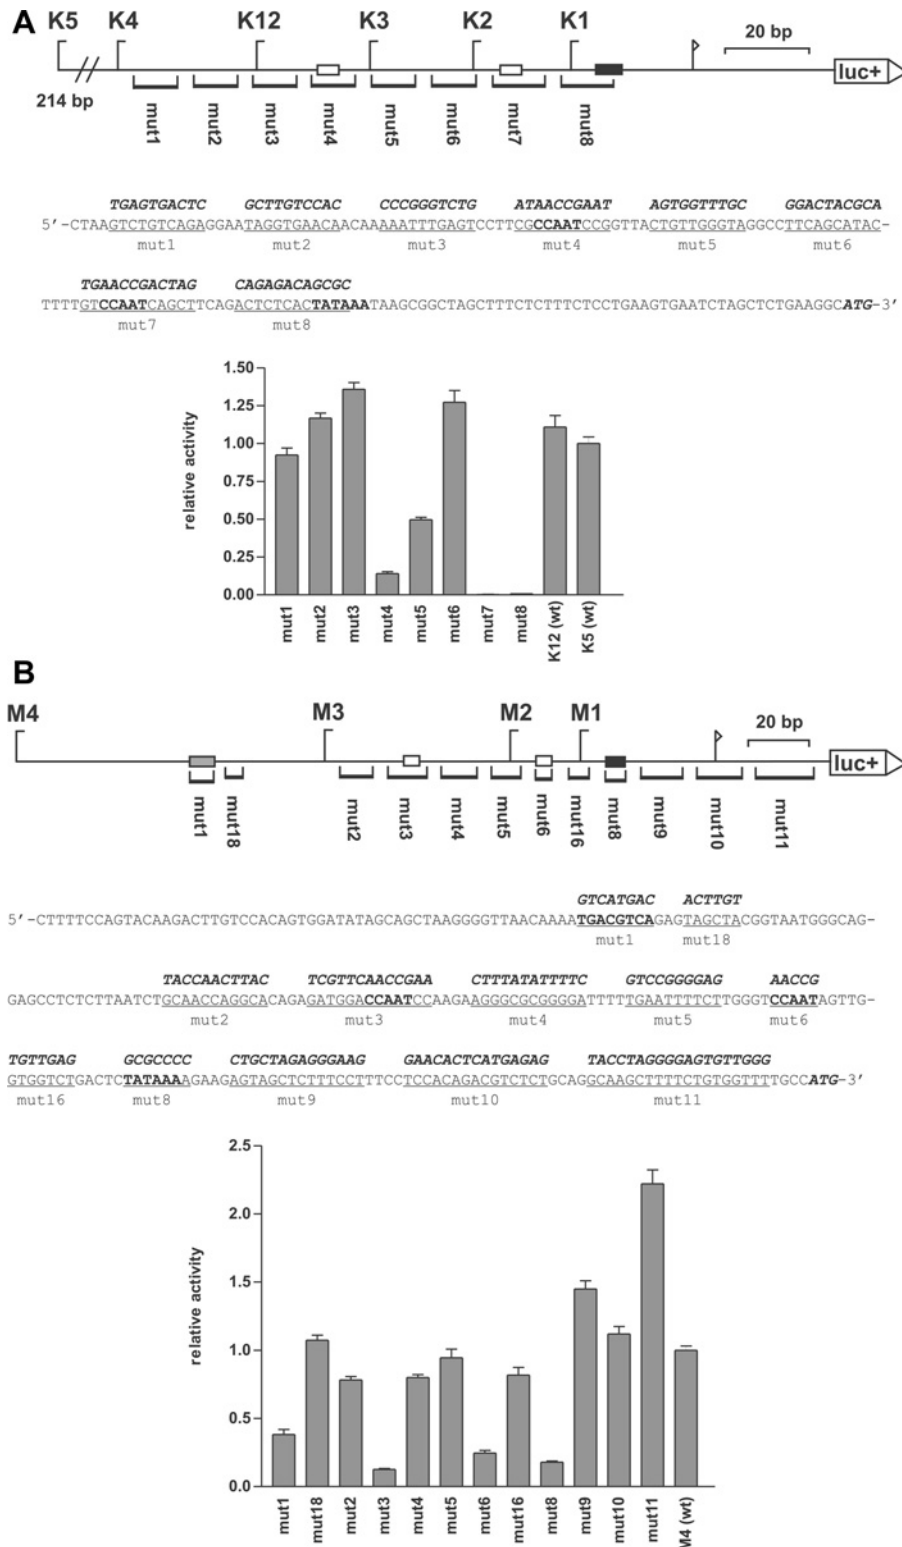 A
K5 K4 K12 K3 K2 K1 20 bp
luc+
214 bp
mut1 mut2 mut3 mut4 mut5 mut6 mut7 mut8
TGAGTGACTC GCTTGTCCAC CCCGGGTCTG ATAACCGAAT AGTGGTTTGC GGACTACGCA
5'-CTAAGTCTGTCAGAGGAATAGGTGAACAACAAAAATTTGAGTCCTTCGCCAATCCGGTTACTGTTGGGTAGGCCTTCAGCATAC-
mut1 mut2 mut3 mut4 mut5 mut6
TGAACCGACTAG CAGAGACAGCGC
TTTTGTCCAATCAGCTTCAGACTCTCACTATAAATAAGCGGCTAGCTTTCTCTTTCTCCTGAAGTGAATCTAGCTCTGAAGGCATG-3'
mut7 mut8
relative activity
1.50
1.25
1.00
0.50
0.25
0.00
mut1 mut2 mut3 mut4 mut5 mut6 mut7 mut8 K12 (wt) K5 (wt)
B
M4 M3 M2 M1 20 bp
luc+
mut1 mut18 mut2 mut3 mut4 mut5 mut6 mut16 mut8 mut9 mut10 mut11
GTCATGAC ACTTGT
5'-CTTTTCCAGTACAAGACTTGTCCACAGTGGATATAGCAGCTAAGGGGTTAACAAAATGACGTCAGAGTAGCTACGGTAATGGGCAG-
mut1 mut18
TACCAACTTAC TCGTTCAACCGAA CTTTATATTTTC GTCCGGGGAG AACCG
GAGCCTCTCTTAATCTGCAACCAGGCACAGAGATGGACCAATCCAAGAAGGGCGCGGGGATTTTTGAATTTTCTTGGGTCCAATAGTTG-
mut2 mut3 mut4 mut5 mut6
TGTTGAG GCGCCCC CTGCTAGAGGGAAG GAACACTCATGAGAG TACCTAGGGGAGTGTTGGG
GTGGTCTGACTCTATAAAAGAAGAGTAGCTCTTTCCTTTCCTCCACAGACGTCTCTGCAGGCAAGCTTTTCTGTGGTTTTGCCATG-3'
mut16 mut8 mut9 mut10 mut11
relative activity
2.5
2.0
1.5
1.0
0.5
0.0
mut1 mut18 mut2 mut3 mut4 mut5 mut6 mut16 mut8 mut9 mut10 mut11 M4 (wt)